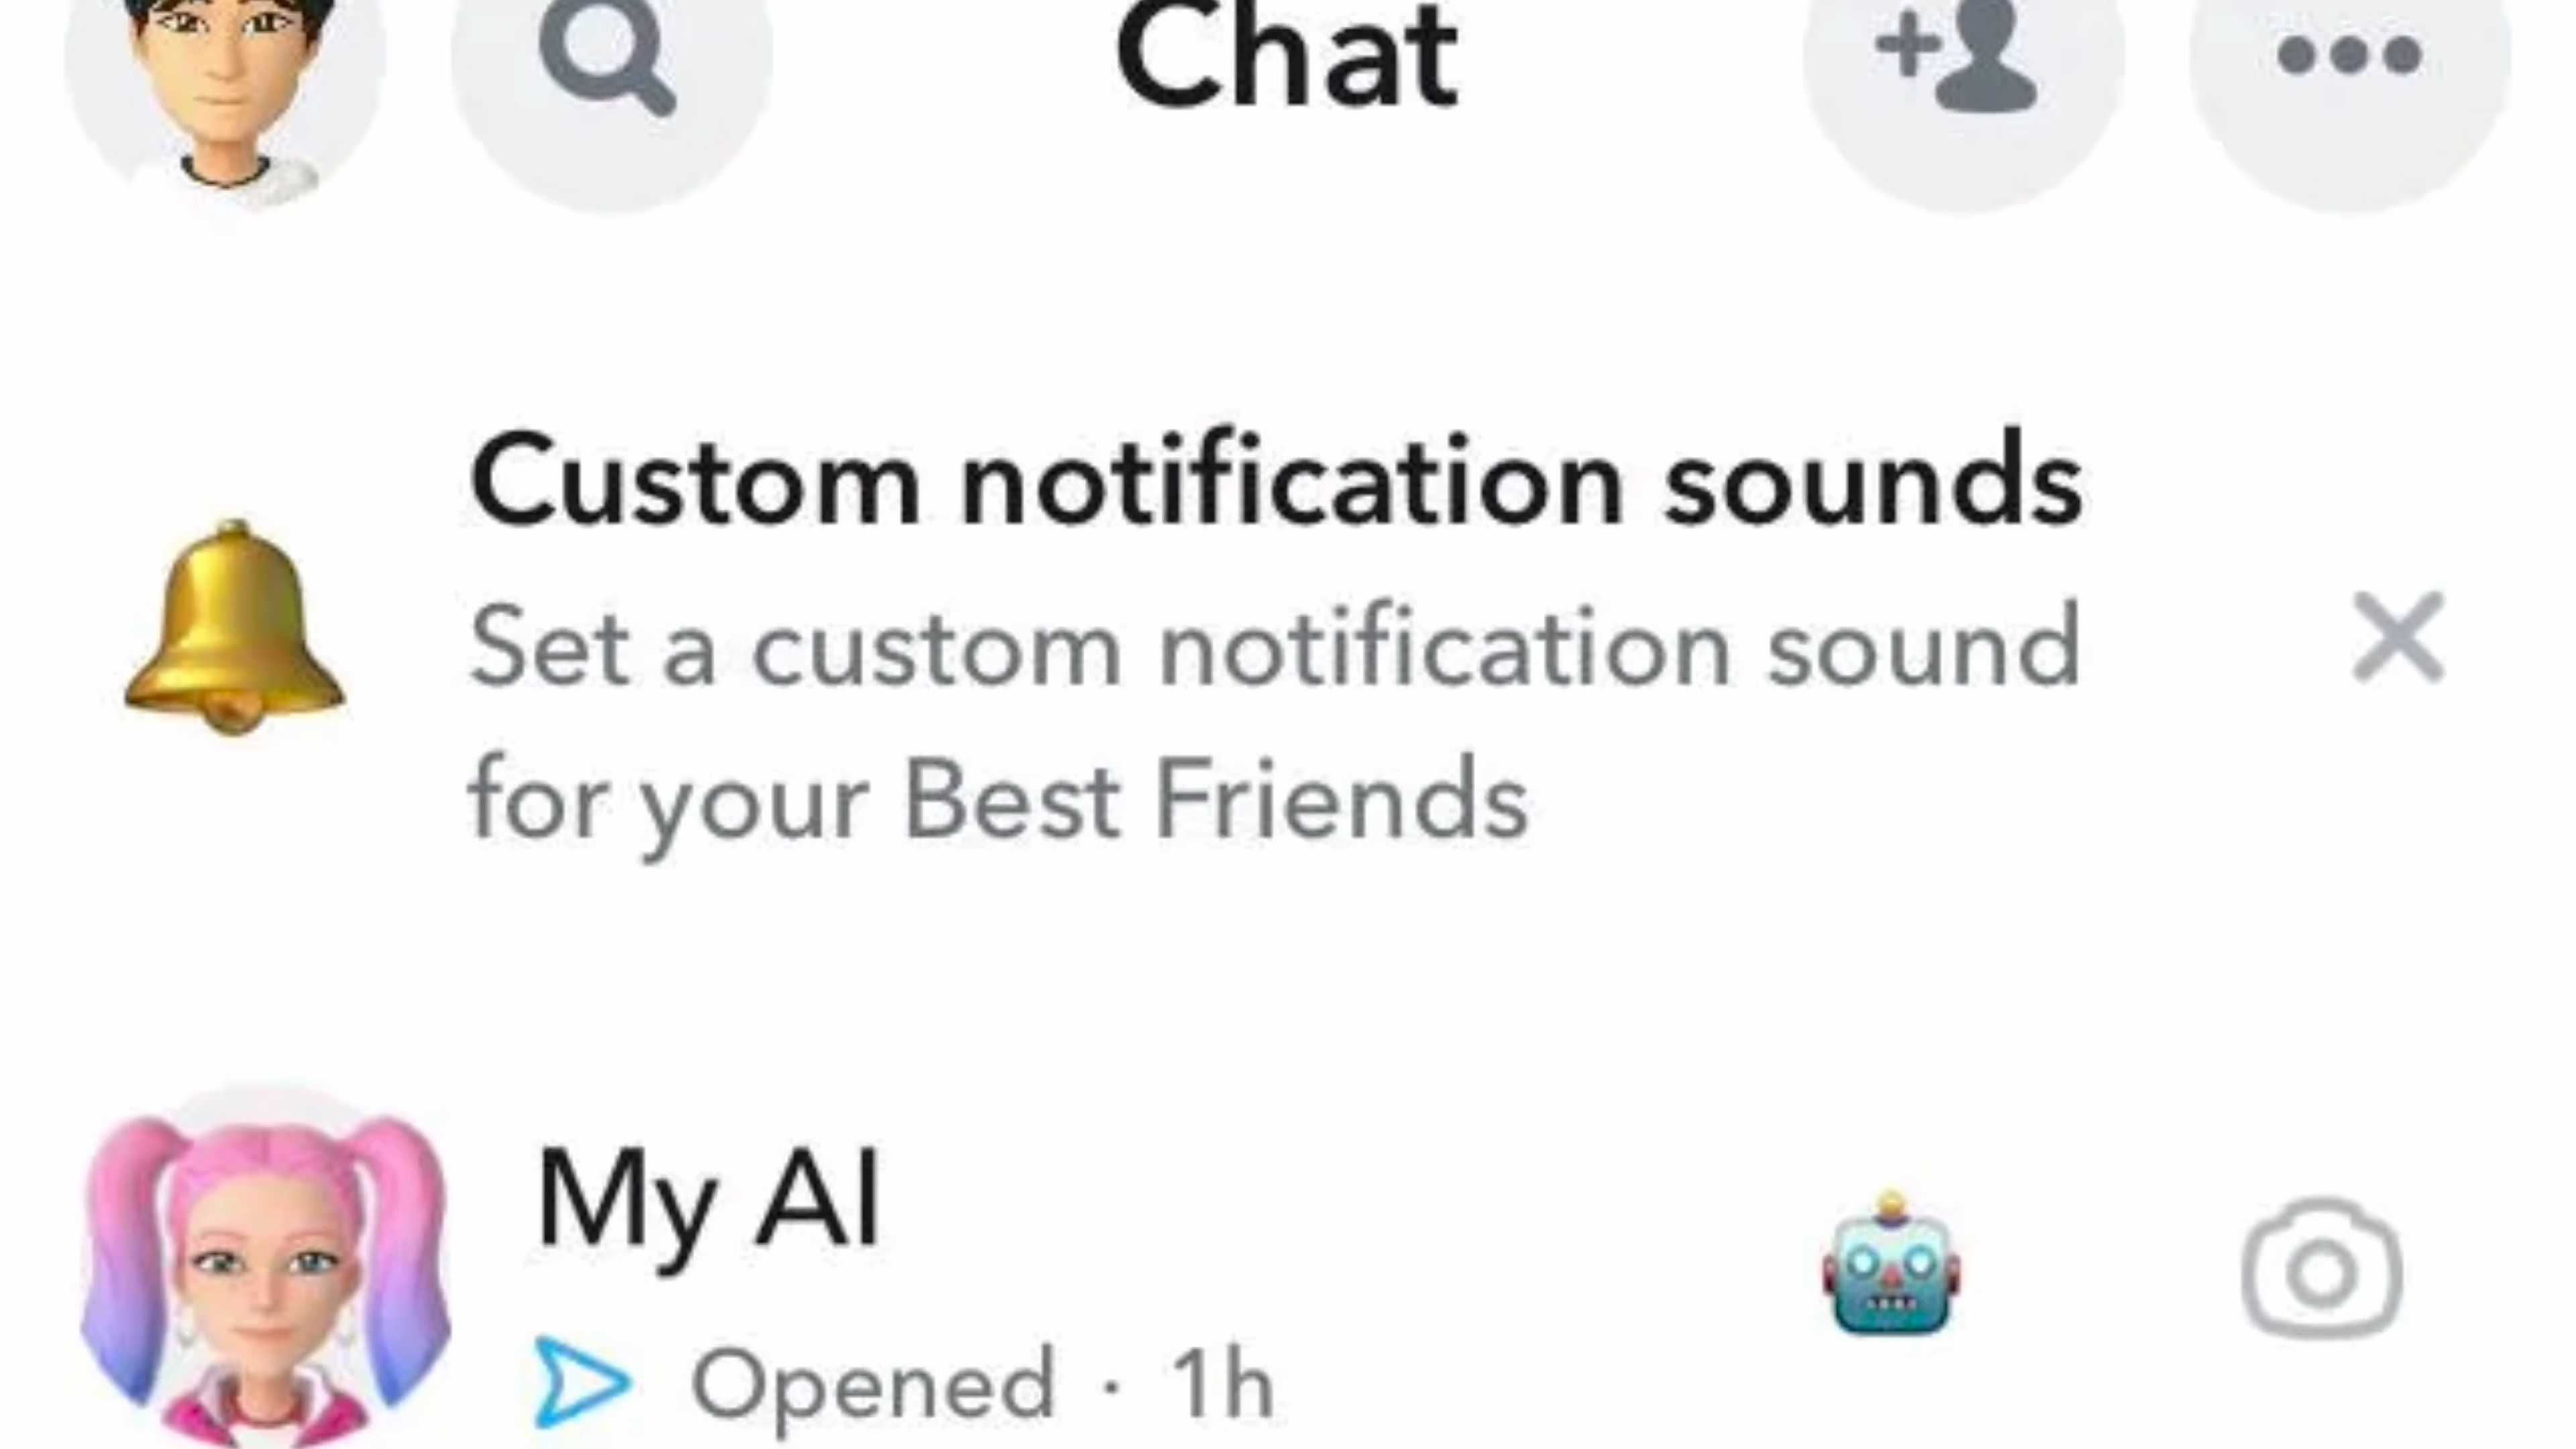 Chat
Custom notification sounds
Set a custom notification sound
for your Best Friends
My AI
Opened · 1h